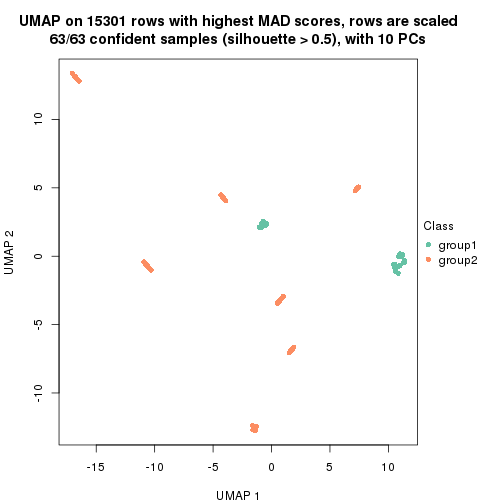 UMAP on 15301 rows with highest MAD scores, rows are scaled
63/63 confident samples (silhouette > 0.5), with 10 PCs
10
5
0
-5
-10
UMAP 2
-15
-10
-5
0
5
10
UMAP 1
Class
group1
group2